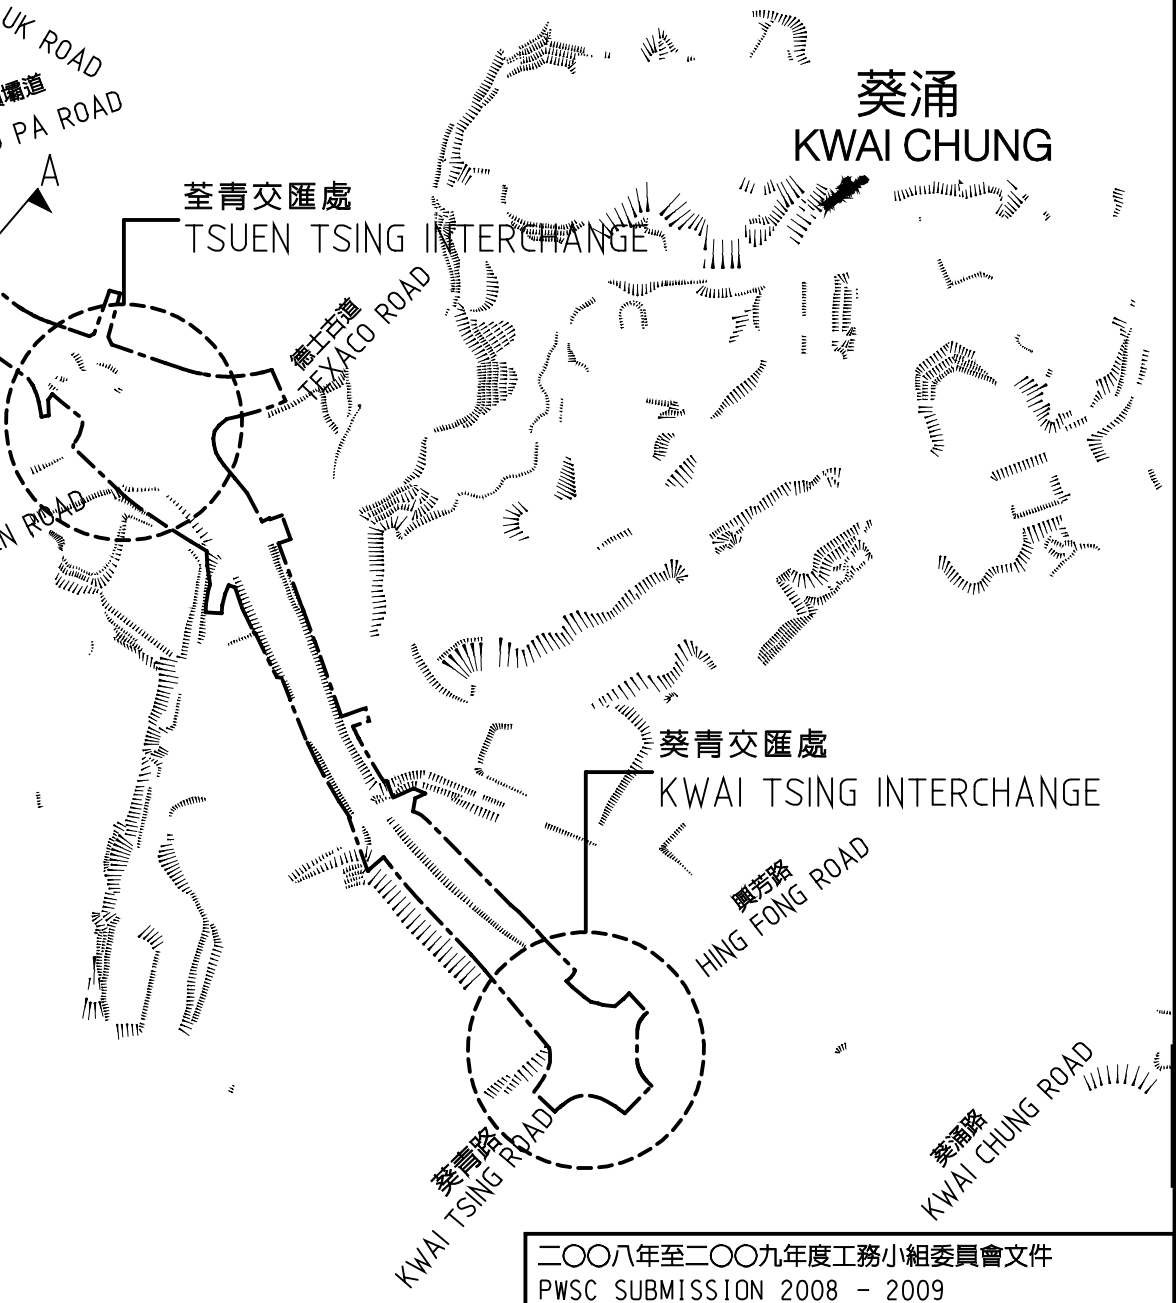 UK ROAD
壩道
PA ROAD
A
葵涌
KWAI CHUNG
荃青交匯處
TSUEN TSING INTERCHANGE
德士古道
TEXACO ROAD
ROAD
葵青交匯處
KWAI TSING INTERCHANGE
興芳路
HING FONG ROAD
葵青路
KWAI TSING ROAD
葵涌路
KWAI CHUNG ROAD
二〇〇八年至二〇〇九年度工務小組委員會文件
PWSC SUBMISSION 2008 - 2009